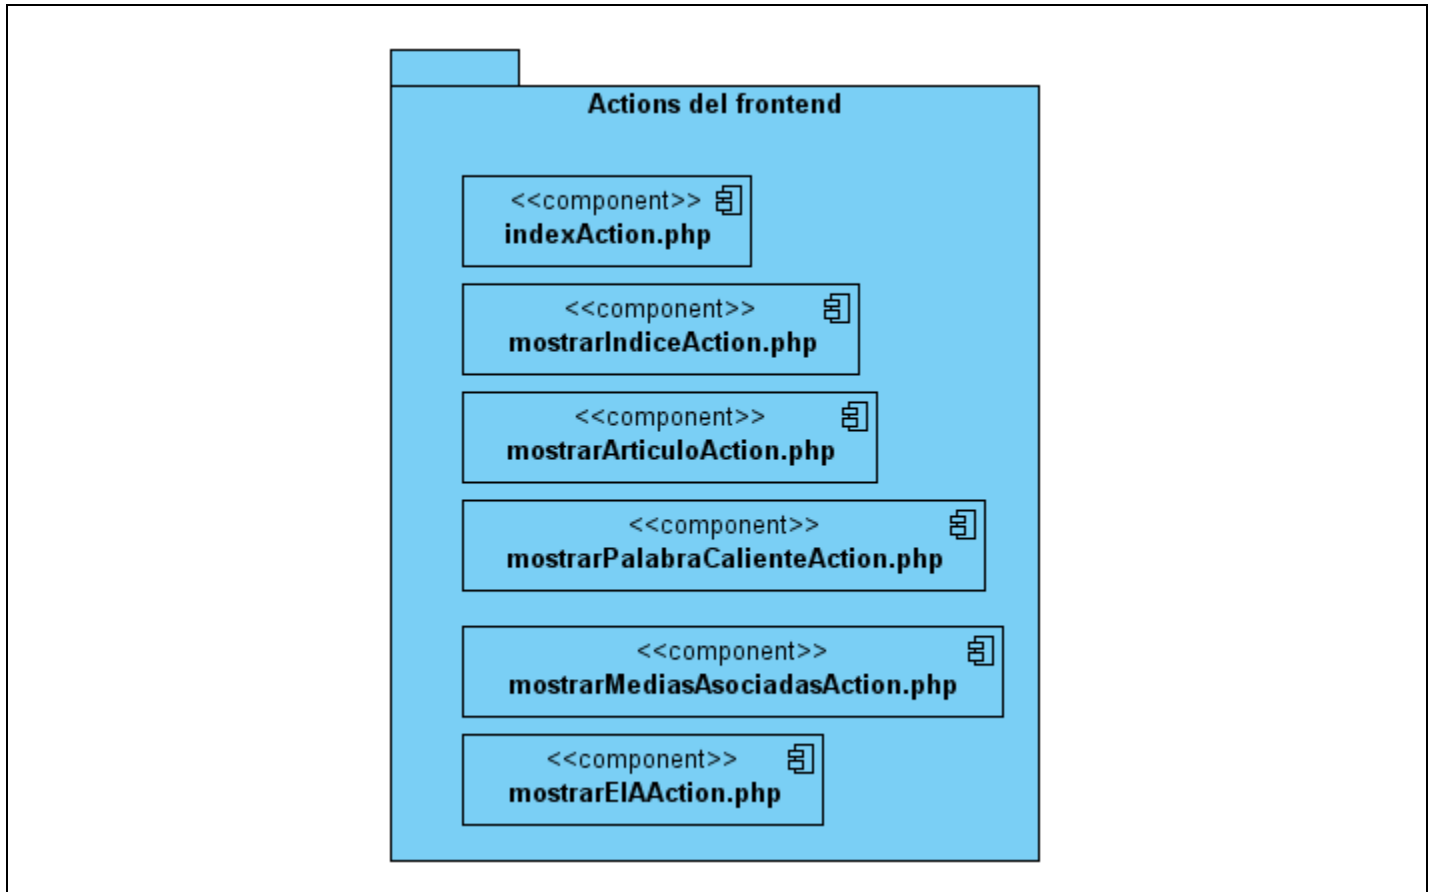 Actions del frontend
<<component>>
indexAction.php
<<component>>
mostrarIndiceAction.php
<<component>>
mostrarArticuloAction.php
<<component>>
mostrarPalabraCalienteAction.php
<<component>>
mostrarMediasAsociadasAction.php
<<component>>
mostrarEIAAction.php